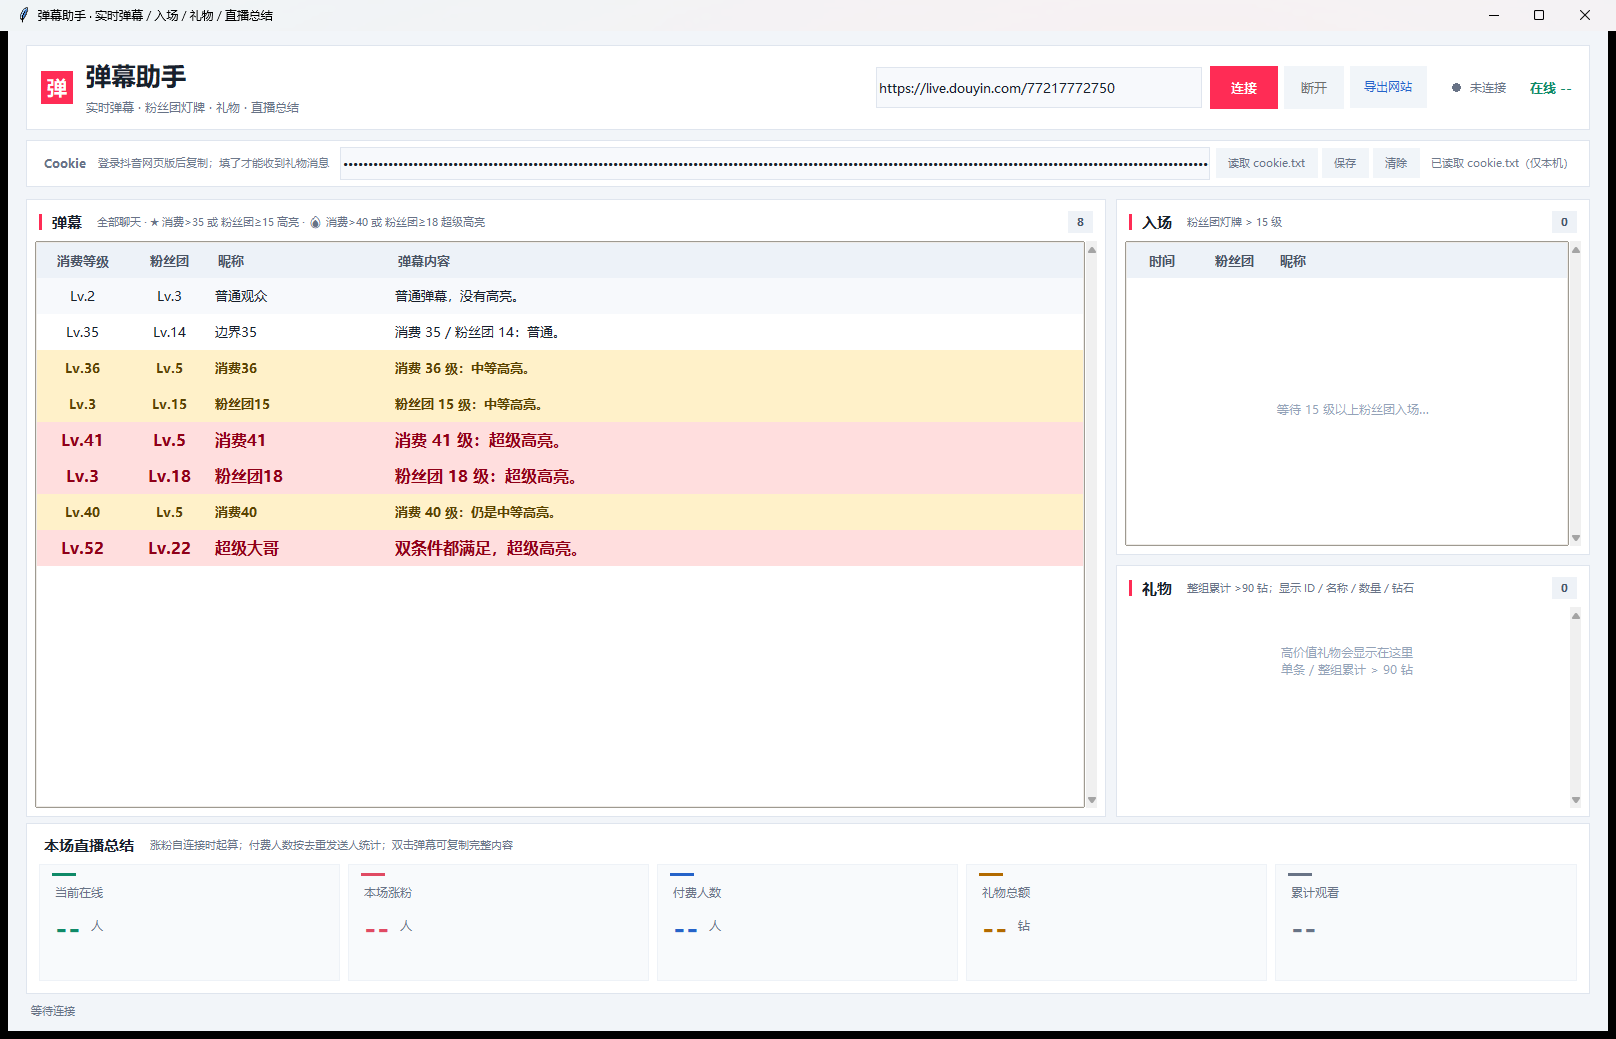 弹幕助手 · 实时弹幕 / 入场 / 礼物 / 直播总结
弹
弹幕助手
实时弹幕 · 粉丝团灯牌 · 礼物 · 直播总结
https://live.douyin.com/77217772750
连接
断开
导出网站
● 未连接
在线 --
Cookie
登录抖音网页版后复制；填了才能收到礼物消息
读取 cookie.txt
保存
清除
已读取 cookie.txt（仅本机）
弹幕
全部聊天 · ★ 消费>35 或 粉丝团≥15 高亮 · 🔥 消费>40 或 粉丝团≥18 超级高亮
8
消费等级 粉丝团 昵称 弹幕内容
Lv.2 Lv.3 普通观众 普通弹幕，没有高亮。
Lv.35 Lv.14 边界35 消费 35 / 粉丝团 14：普通。
Lv.36 Lv.5 消费36 消费 36 级：中等高亮。
Lv.3 Lv.15 粉丝团15 粉丝团 15 级：中等高亮。
Lv.41 Lv.5 消费41 消费 41 级：超级高亮。
Lv.3 Lv.18 粉丝团18 粉丝团 18 级：超级高亮。
Lv.40 Lv.5 消费40 消费 40 级：仍是中等高亮。
Lv.52 Lv.22 超级大哥 双条件都满足，超级高亮。
入场
粉丝团灯牌 > 15 级
0
时间 粉丝团 昵称
等待 15 级以上粉丝团入场...
礼物
整组累计 >90 钻；显示 ID / 名称 / 数量 / 钻石
0
高价值礼物会显示在这里
单条 / 整组累计 > 90 钻
本场直播总结
涨粉自连接时起算；付费人数按去重发送人统计；双击弹幕可复制完整内容
当前在线
-- 人
本场涨粉
-- 人
付费人数
-- 人
礼物总额
-- 钻
累计观看
--
等待连接